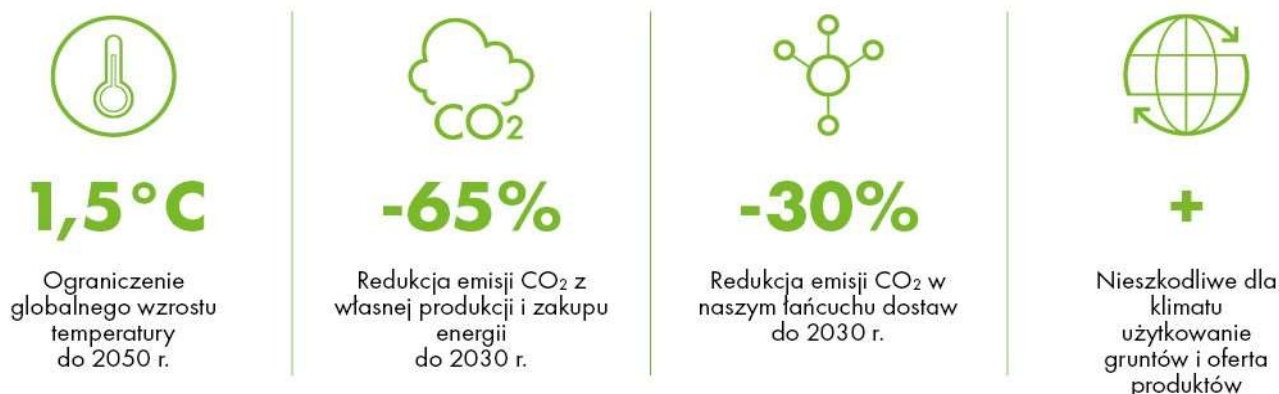 CO2
1,5°C
Ograniczenie
globalnego wzrostu
temperatury
do 2050 r.
-65%
Redukcja emisji CO2 z
własnej produkcji i zakupu
energii
do 2030 r.
-30%
Redukcja emisji CO2 w
naszym łańcuchu dostaw
do 2030 r.
+
Nieszkodliwe dla
klimatu
użytkowanie
gruntów i oferta
produktów